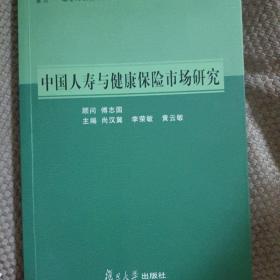 中国人寿与健康保险市场研究
顾问 傅志国
主编 尚汉冀 李荣敏 黄云敏
复旦大学出版社